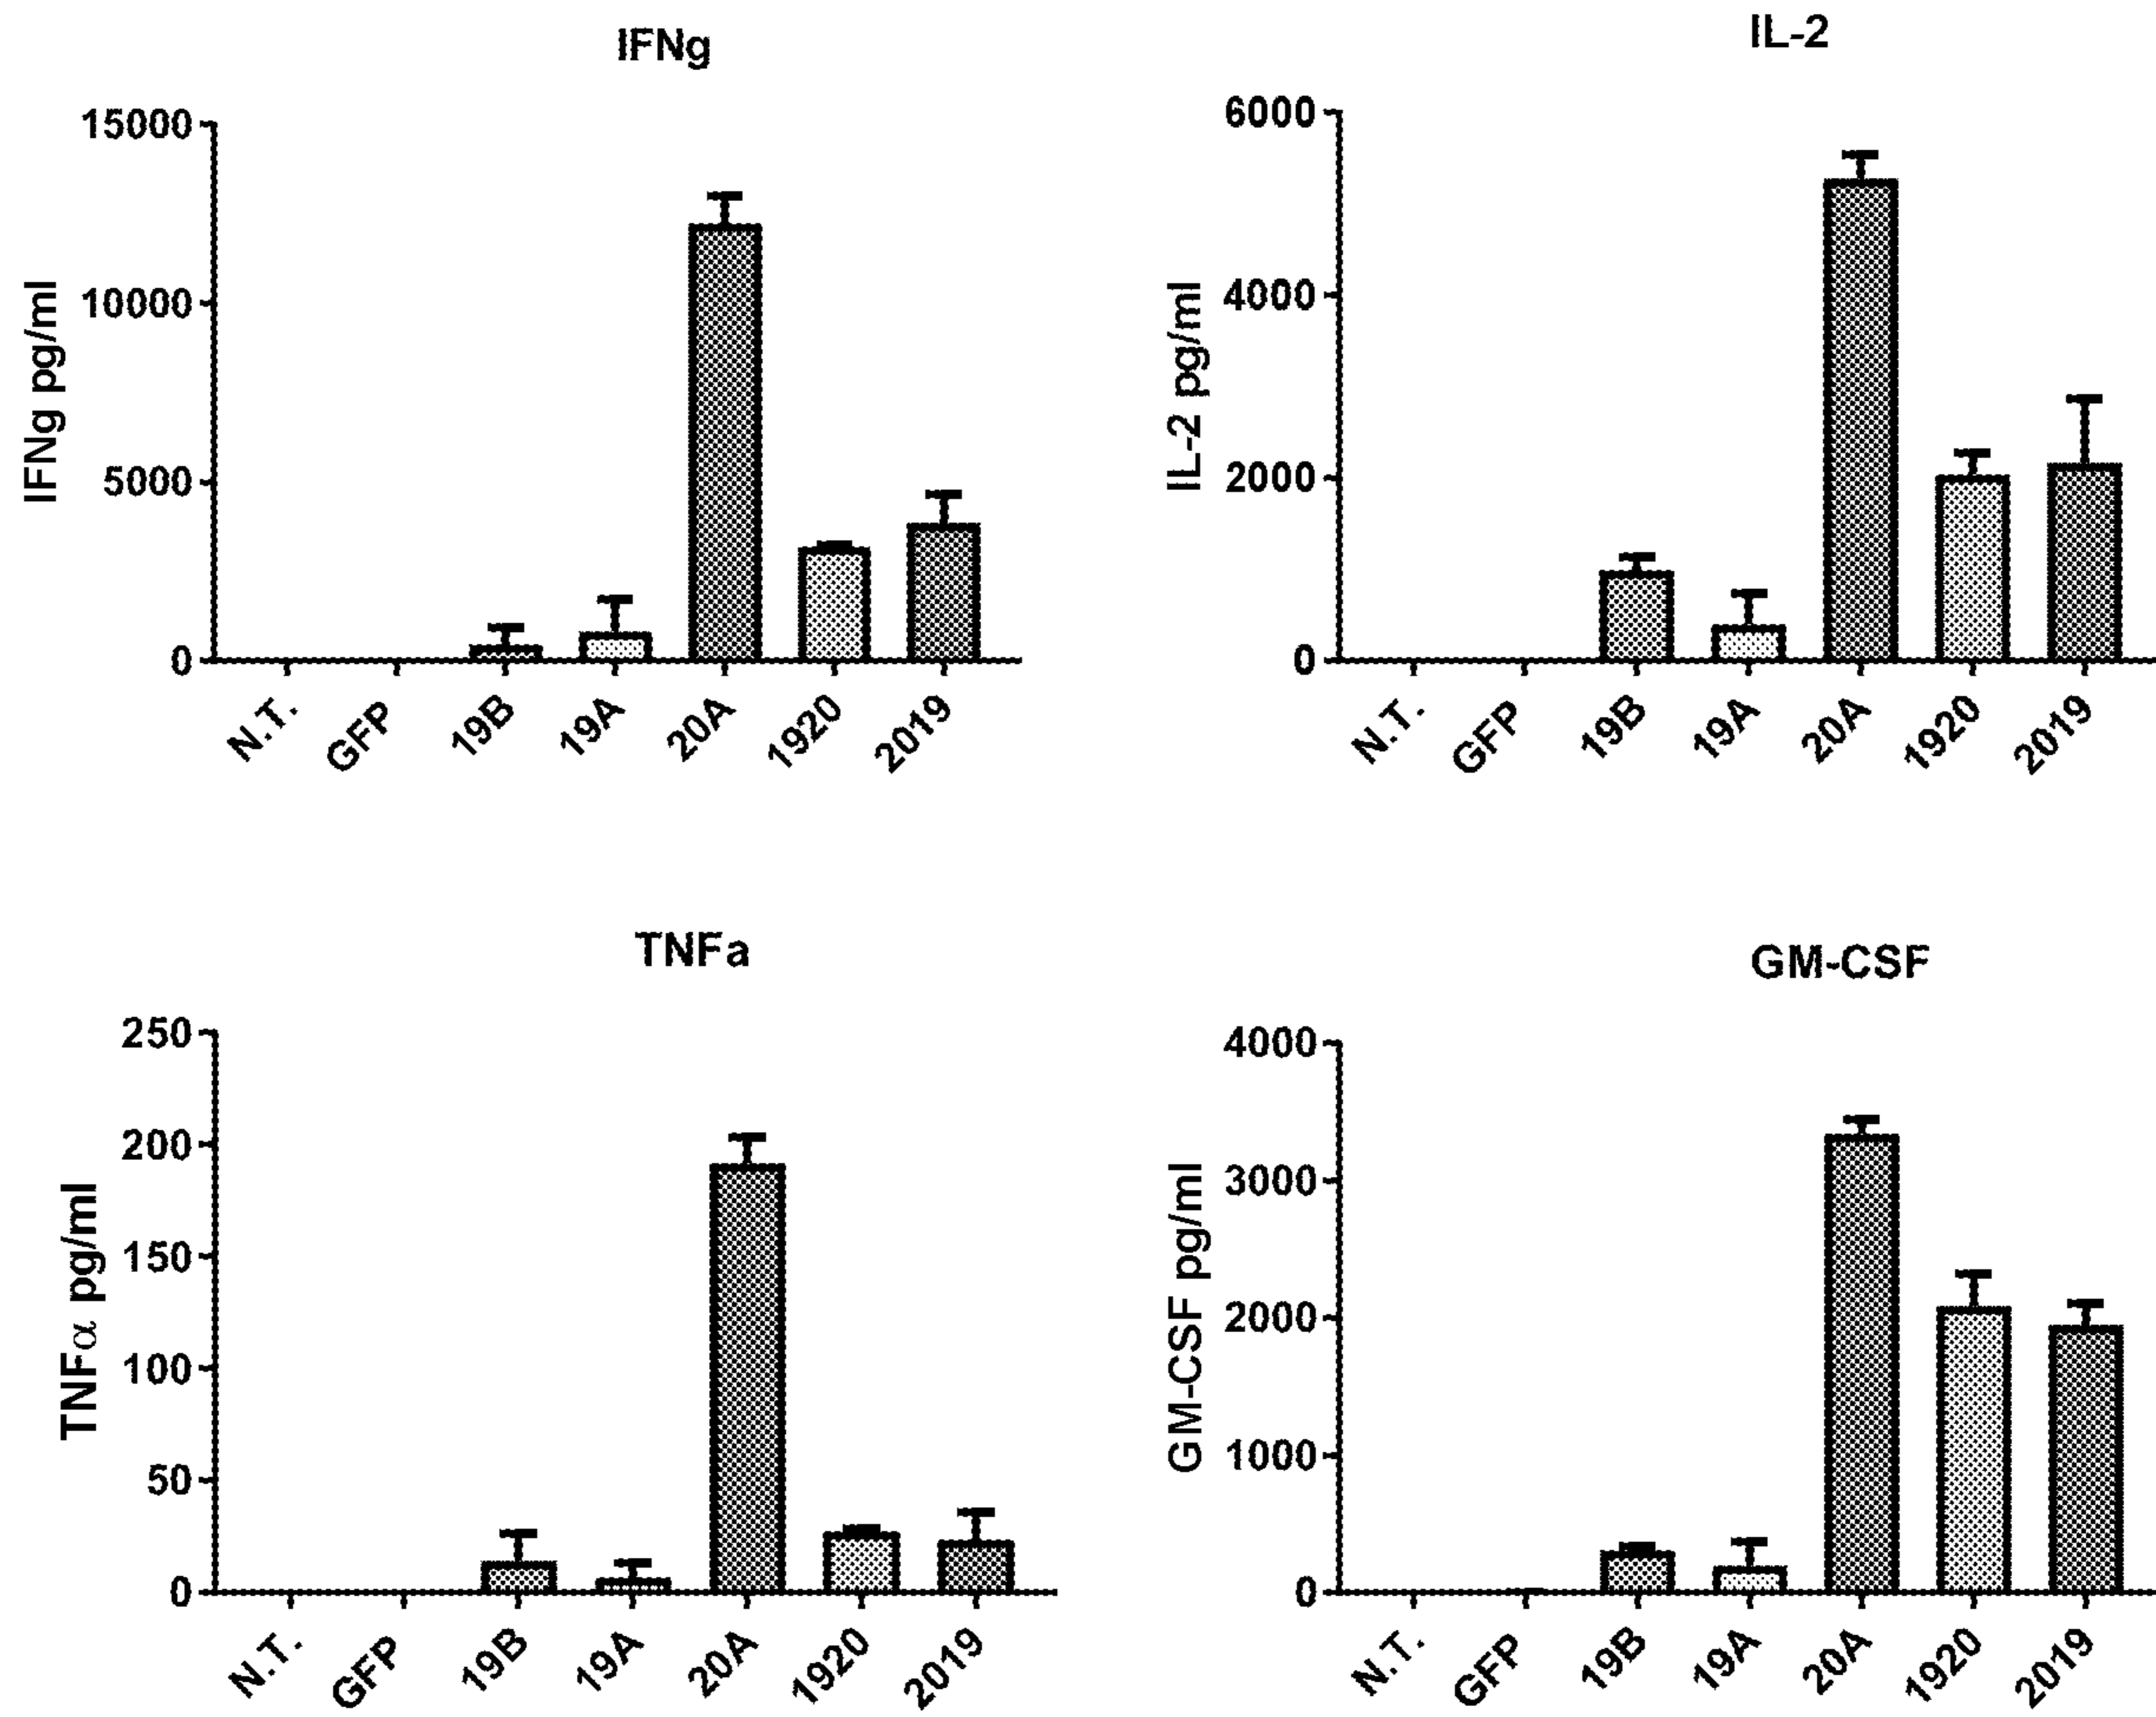 IFNg
IFNg pg/ml
15000
10000
5000
0
N.T.
GFP
19B
19A
20A
1920
2019
IL-2
IL-2 pg/ml
6000
4000
2000
0
N.T.
GFP
19B
19A
20A
1920
2019
TNFa
TNFα pg/ml
250
200
150
100
50
0
N.T.
GFP
19B
19A
20A
1920
2019
GM-CSF
GM-CSF pg/ml
4000
3000
2000
1000
0
N.T.
GFP
19B
19A
20A
1920
2019